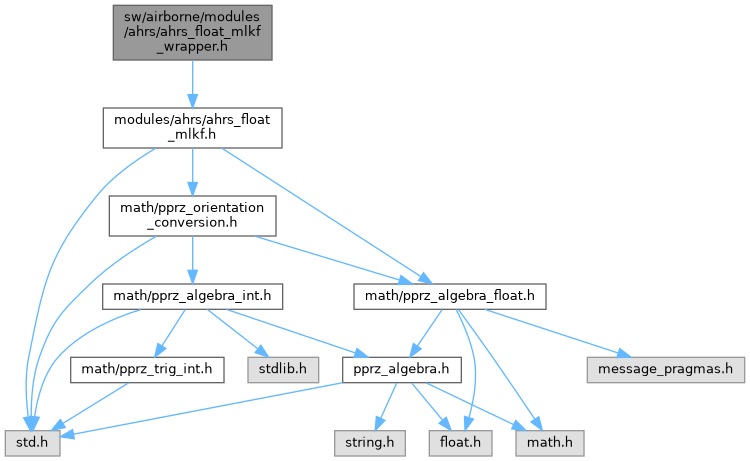 sw/airborne/modules
/ahrs/ahrs_float_mlkf
_wrapper.h
modules/ahrs/ahrs_float
_mlkf.h
math/pprz_orientation
_conversion.h
math/pprz_algebra_int.h
math/pprz_algebra_float.h
math/pprz_trig_int.h
stdlib.h
pprz_algebra.h
message_pragmas.h
std.h
string.h
float.h
math.h